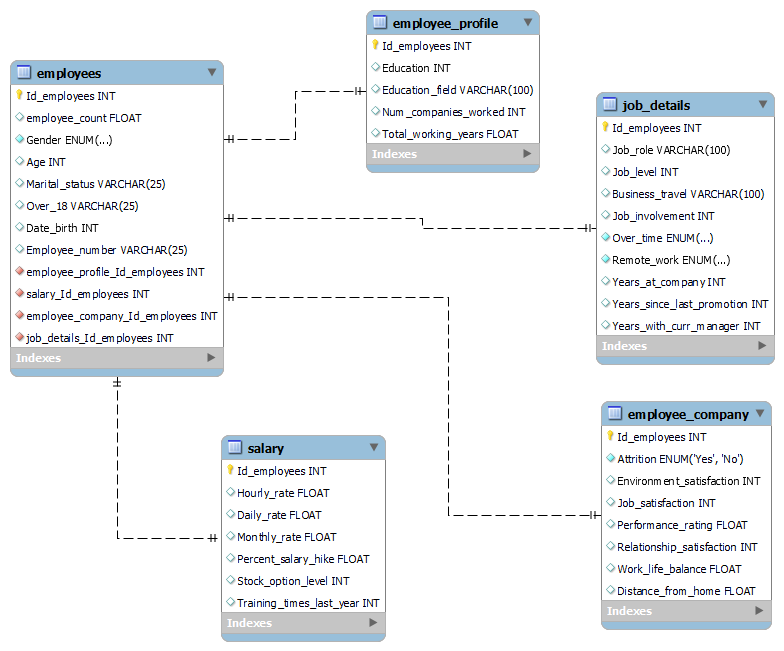 employees
Id_employees INT
employee_count FLOAT
Gender ENUM(...)
Age INT
Marital_status VARCHAR(25)
Over_18 VARCHAR(25)
Date_birth INT
Employee_number VARCHAR(25)
employee_profile_Id_employees INT
salary_Id_employees INT
employee_company_Id_employees INT
job_details_Id_employees INT
Indexes
employee_profile
Id_employees INT
Education INT
Education_field VARCHAR(100)
Num_companies_worked INT
Total_working_years FLOAT
Indexes
job_details
Id_employees INT
Job_role VARCHAR(100)
Job_level INT
Business_travel VARCHAR(100)
Job_involvement INT
Over_time ENUM(...)
Remote_work ENUM(...)
Years_at_company INT
Years_since_last_promotion INT
Years_with_curr_manager INT
Indexes
salary
Id_employees INT
Hourly_rate FLOAT
Daily_rate FLOAT
Monthly_rate FLOAT
Percent_salary_hike FLOAT
Stock_option_level INT
Training_times_last_year INT
Indexes
employee_company
Id_employees INT
Attrition ENUM('Yes', 'No')
Environment_satisfaction INT
Job_satisfaction INT
Performance_rating FLOAT
Relationship_satisfaction INT
Work_life_balance FLOAT
Distance_from_home FLOAT
Indexes